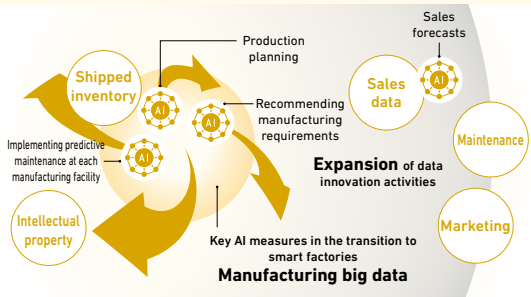 Sales
forecasts
Production
planning
Shipped
inventory
AI
AI
Sales
data
AI
Recommending
manufacturing
requirements
Implementing predictive
maintenance at each
manufacturing facility
AI
Maintenance
Expansion of data
innovation activities
Intellectual
property
Marketing
Key AI measures in the transition to
smart factories
Manufacturing big data